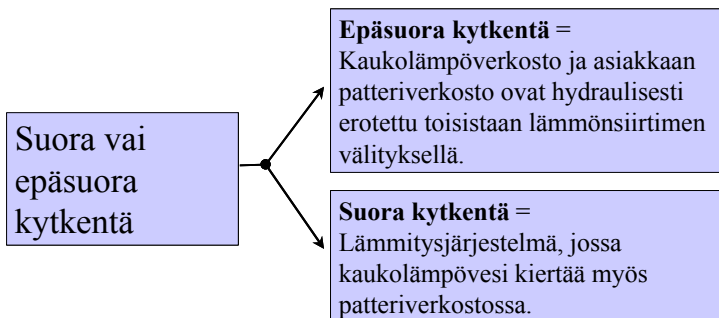 Suora vai
epäsuora
kytkentä
Epäsuora kytkentä =
Kaukolämpöverkosto ja asiakkaan
patteriverkosto ovat hydraulisesti
erotettu toisistaan lämmönsiirtimen
välityksellä.
Suora kytkentä =
Lämmitysjärjestelmä, jossa
kaukolämpövesi kiertää myös
patteriverkostossa.